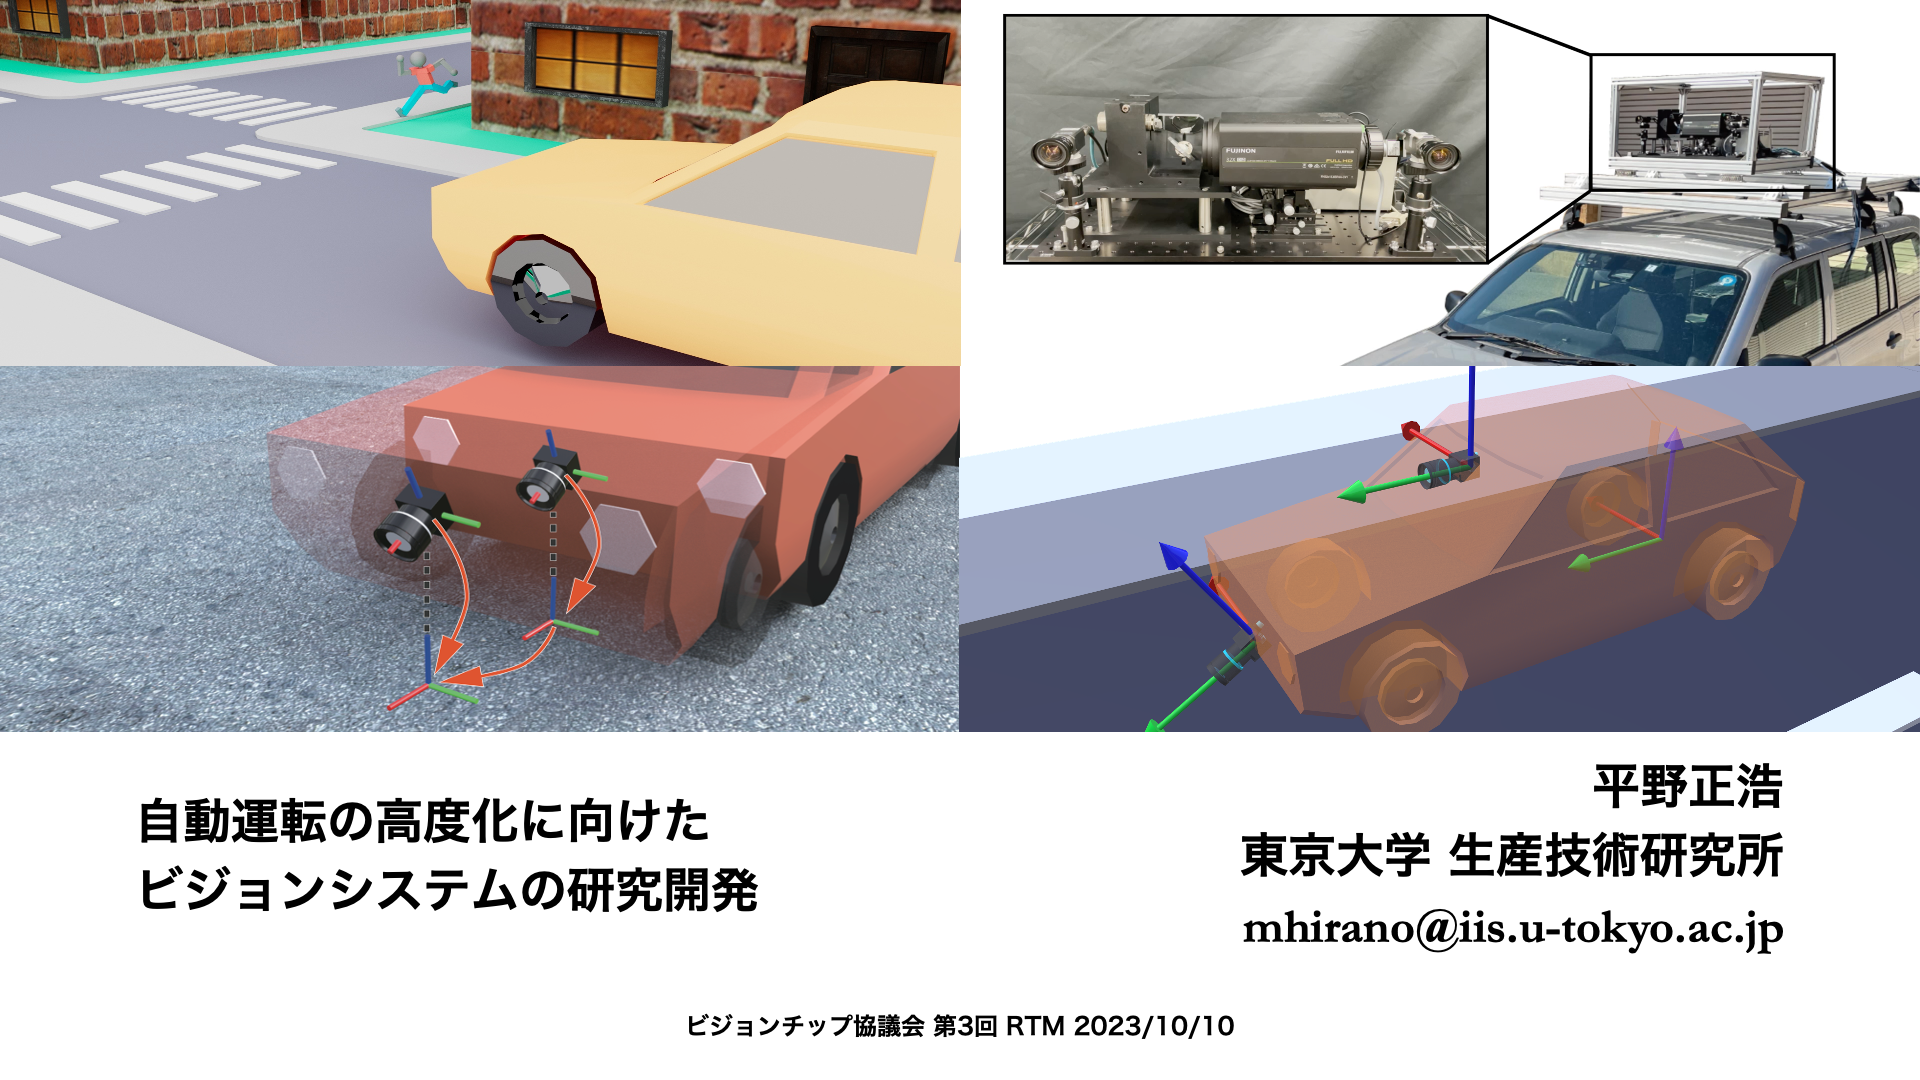 FUJINON
FUJIFILM
FULL HD
自動運転の高度化に向けた
ビジョンシステムの研究開発
平野正浩
東京大学 生産技術研究所
mhirano@iis.u-tokyo.ac.jp
ビジョンチップ協議会 第3回 RTM 2023/10/10